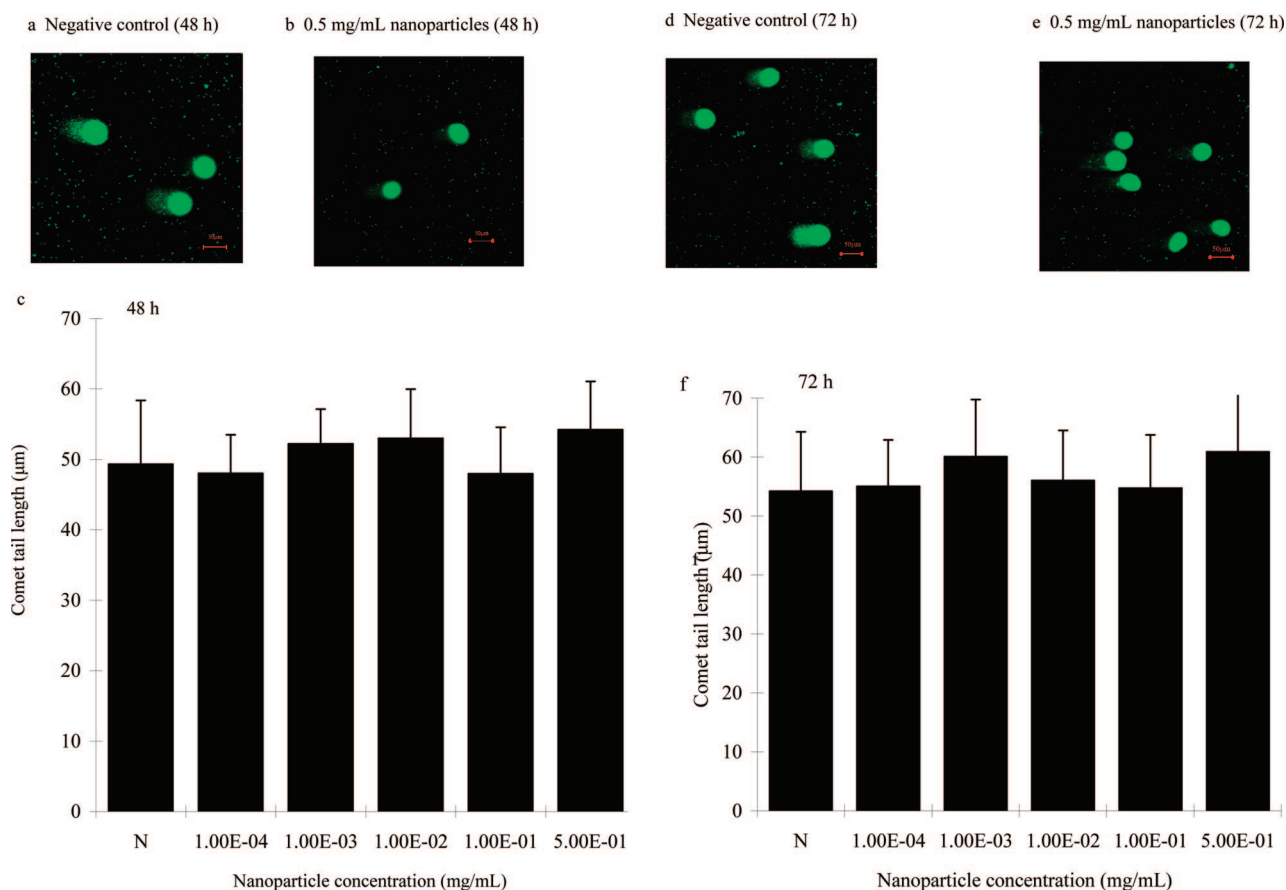 a  Negative control (48 h)
b  0.5 mg/mL nanoparticles (48 h)
d  Negative control (72 h)
e  0.5 mg/mL nanoparticles (72 h)
50µm
50µm
50µm
50µm
c
48 h
70
60
50
40
30
20
10
0
Comet tail length (µm)
N
1.00E-04
1.00E-03
1.00E-02
1.00E-01
5.00E-01
Nanoparticle concentration (mg/mL)
f
72 h
70
60
50
40
30
20
10
0
Comet tail length (µm)
N
1.00E-04
1.00E-03
1.00E-02
1.00E-01
5.00E-01
Nanoparticle concentration (mg/mL)